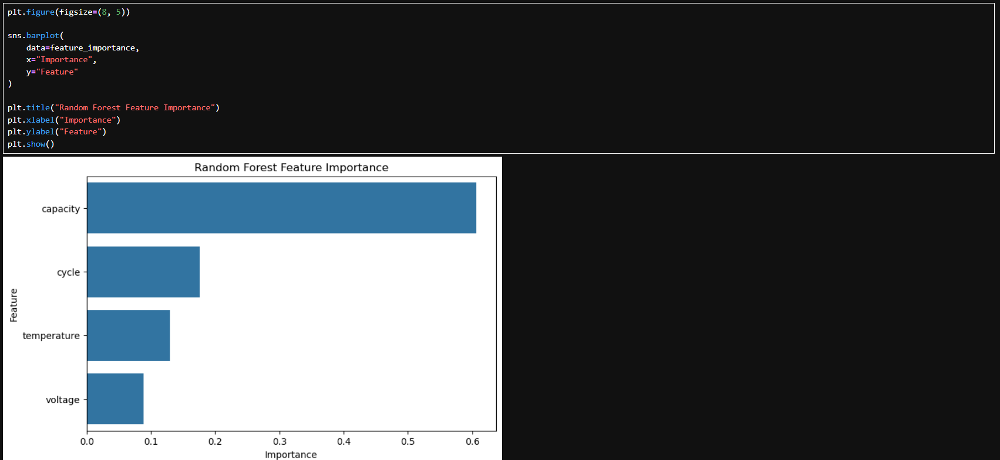 plt.figure(figsize=(8, 5))
sns.barplot(
    data=feature_importance,
    x="Importance",
    y="Feature"
)
plt.title("Random Forest Feature Importance")
plt.xlabel("Importance")
plt.ylabel("Feature")
plt.show()
Random Forest Feature Importance
capacity
cycle
temperature
voltage
Feature
0.0 0.1 0.2 0.3 0.4 0.5 0.6
Importance